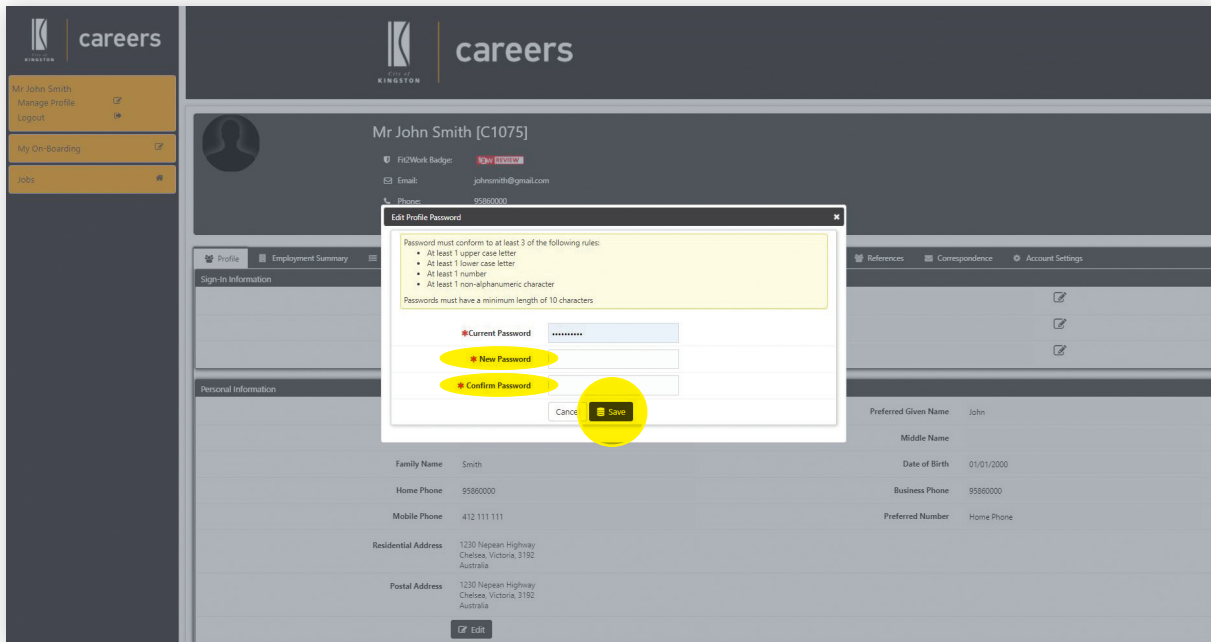 City of
KINGSTON
careers
Mr John Smith
Manage Profile
Logout
My On-Boarding
Jobs
City of
KINGSTON
careers
Mr John Smith [C1075]
Fit2Work Badge:
REVIEW
Email:
johnsmith@gmail.com
Phone:
95860000
Edit Profile Password
Password must conform to at least 3 of the following rules:
• At least 1 upper case letter
• At least 1 lower case letter
• At least 1 number
• At least 1 non-alphanumeric character
Passwords must have a minimum length of 10 characters
*Current Password
••••••••••
* New Password
* Confirm Password
Cancel
Save
Profile
Employment Summary
References
Correspondence
Account Settings
Sign-In Information
Personal Information
Preferred Given Name
John
Middle Name
Family Name
Smith
Date of Birth
01/01/2000
Home Phone
95860000
Business Phone
95860000
Mobile Phone
412 111 111
Preferred Number
Home Phone
Residential Address
1230 Nepean Highway
Chelsea, Victoria, 3192
Australia
Postal Address
1230 Nepean Highway
Chelsea, Victoria, 3192
Australia
Edit